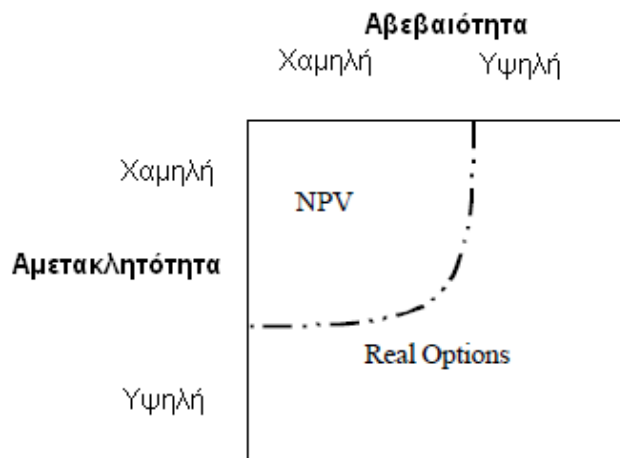 Αβεβαιότητα
Χαμηλή Υψηλή
Χαμηλή
NPV
Αμετακλητότητα
Real Options
Υψηλή